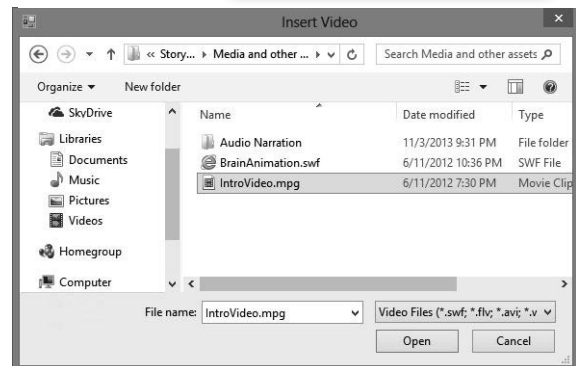 Insert Video
« Story... Media and other ... Search Media and other assets
Organize New folder
SkyDrive
Libraries
Documents
Music
Pictures
Videos
Homegroup
Computer
Name Date modified Type
Audio Narration 11/3/2013 9:31 PM File folder
BrainAnimation.swf 6/11/2012 10:36 PM SWF File
IntroVideo.mpg 6/11/2012 7:30 PM Movie Clip
File name: IntroVideo.mpg Video Files (*.swf; *.flv; *.avi; *.v
Open Cancel